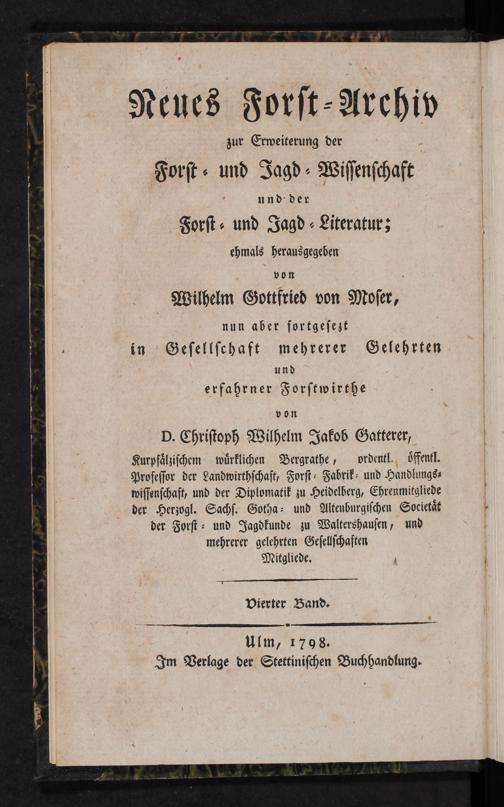 Neues Forst-Archiv
zur Erweiterung der
Forst- und Jagd-Wissenschaft
und der
Forst- und Jagd-Literatur;
ehmals herausgegeben
von
Wilhelm Gottfried von Moser,
nun aber fortgesezt
in Gesellschaft mehrerer Gelehrten
und
erfahrner Forstwirthe
von
D. Christoph Wilhelm Jakob Gatterer,
Kurpfälzischem würklichen Bergrathe, ordentl. öffentl.
Professor der Landwirthschaft, Forst- Fabrik- und Handlungs-
wissenschaft, und der Diplomatik zu Heidelberg, Ehrenmitgliede
der Herzogl. Sachs. Gotha- und Altenburgischen Societät
der Forst- und Jagdkunde zu Waltershausen, und
mehrerer gelehrten Gesellschaften
Mitgliede.
Vierter Band.
Ulm, 1798.
Im Verlage der Stettinischen Buchhandlung.